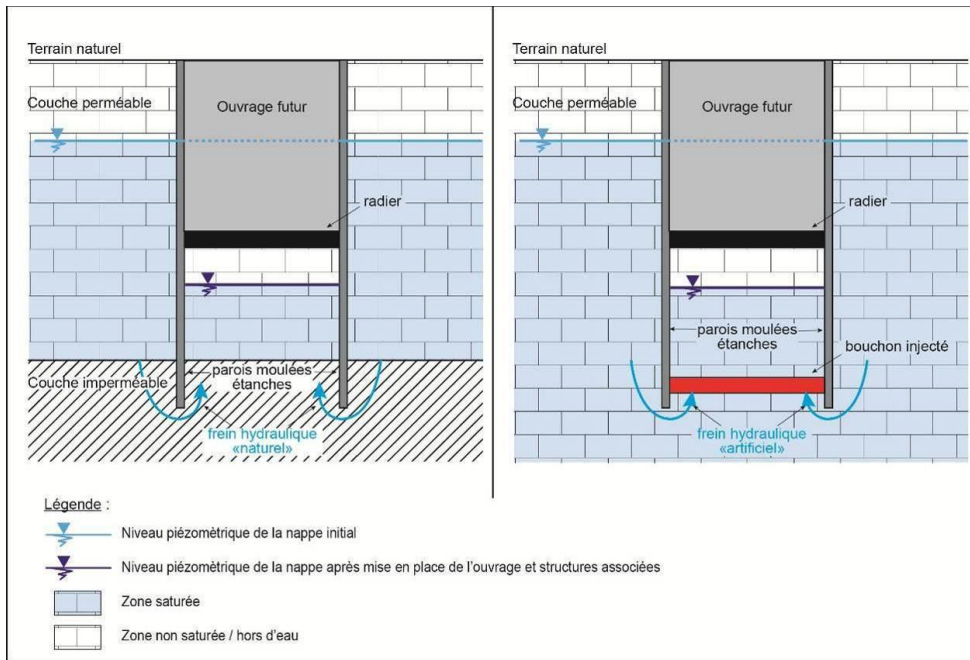 Terrain naturel
Couche perméable
Ouvrage futur
radier
parois moulées
étanches
Couche imperméable
frein hydraulique
«naturel»
Terrain naturel
Couche perméable
Ouvrage futur
radier
parois moulées
étanches
bouchon injecté
frein hydraulique
«artificiel»
Légende :
Niveau piézomètrique de la nappe initial
Niveau piézomètrique de la nappe après mise en place de l'ouvrage et structures associées
Zone saturée
Zone non saturée / hors d'eau